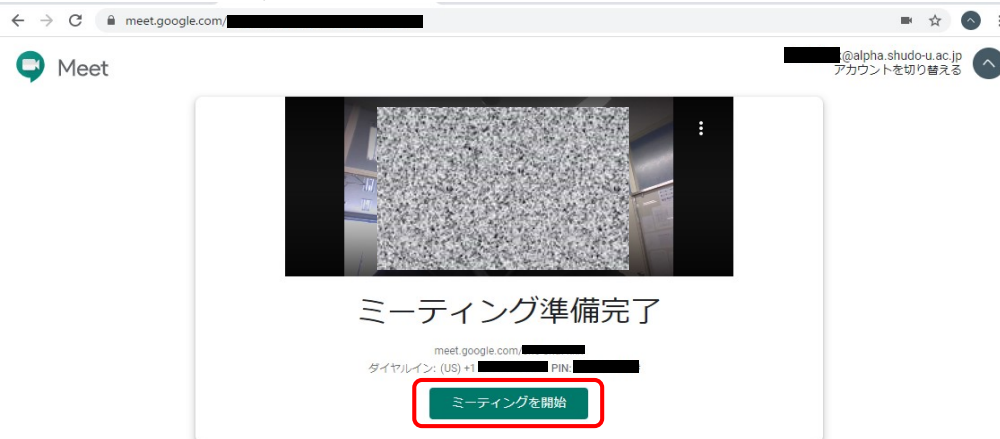 meet.google.com/
Meet
@alpha.shudo-u.ac.jp
アカウントを切り替える
ミーティング準備完了
meet.google.com/
ダイヤルイン: (US) +1 PIN:
ミーティングを開始